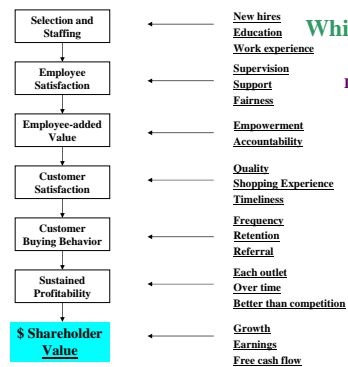 Selection and
Staffing
New hires
Education
Work experience
Employee
Satisfaction
Supervision
Support
Fairness
Employee-added
Value
Empowerment
Accountability
Customer
Satisfaction
Quality
Shopping Experience
Timeliness
Customer
Buying Behavior
Frequency
Retention
Referral
Sustained
Profitability
Each outlet
Over time
Better than competition
$ Shareholder
Value
Growth
Earnings
Free cash flow